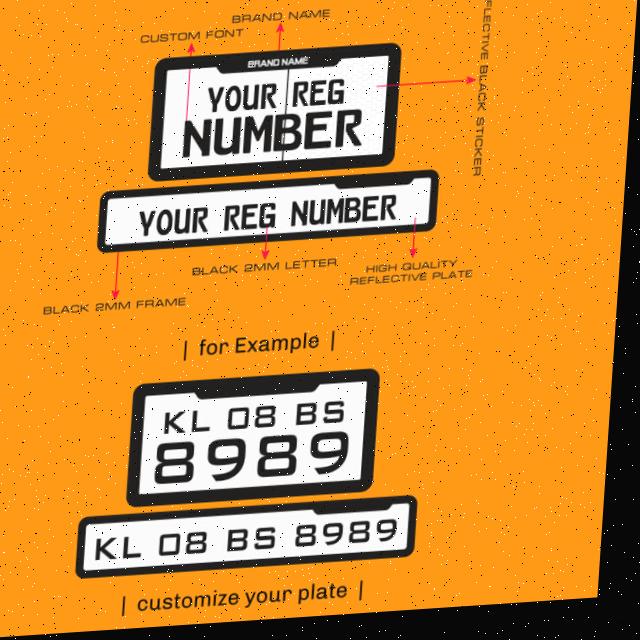 BRAND NAME
CUSTOM FONT
BRAND NAME
YOUR REG
NUMBER
BLACK STICKER
YOUR REG NUMBER
BLACK 2MM LETTER
HIGH QUALITY
REFLECTIVE PLATE
BLACK 2MM FRAME
| for Example |
KL 08 BS
8989
KL 08 BS 8989
| customize your plate |